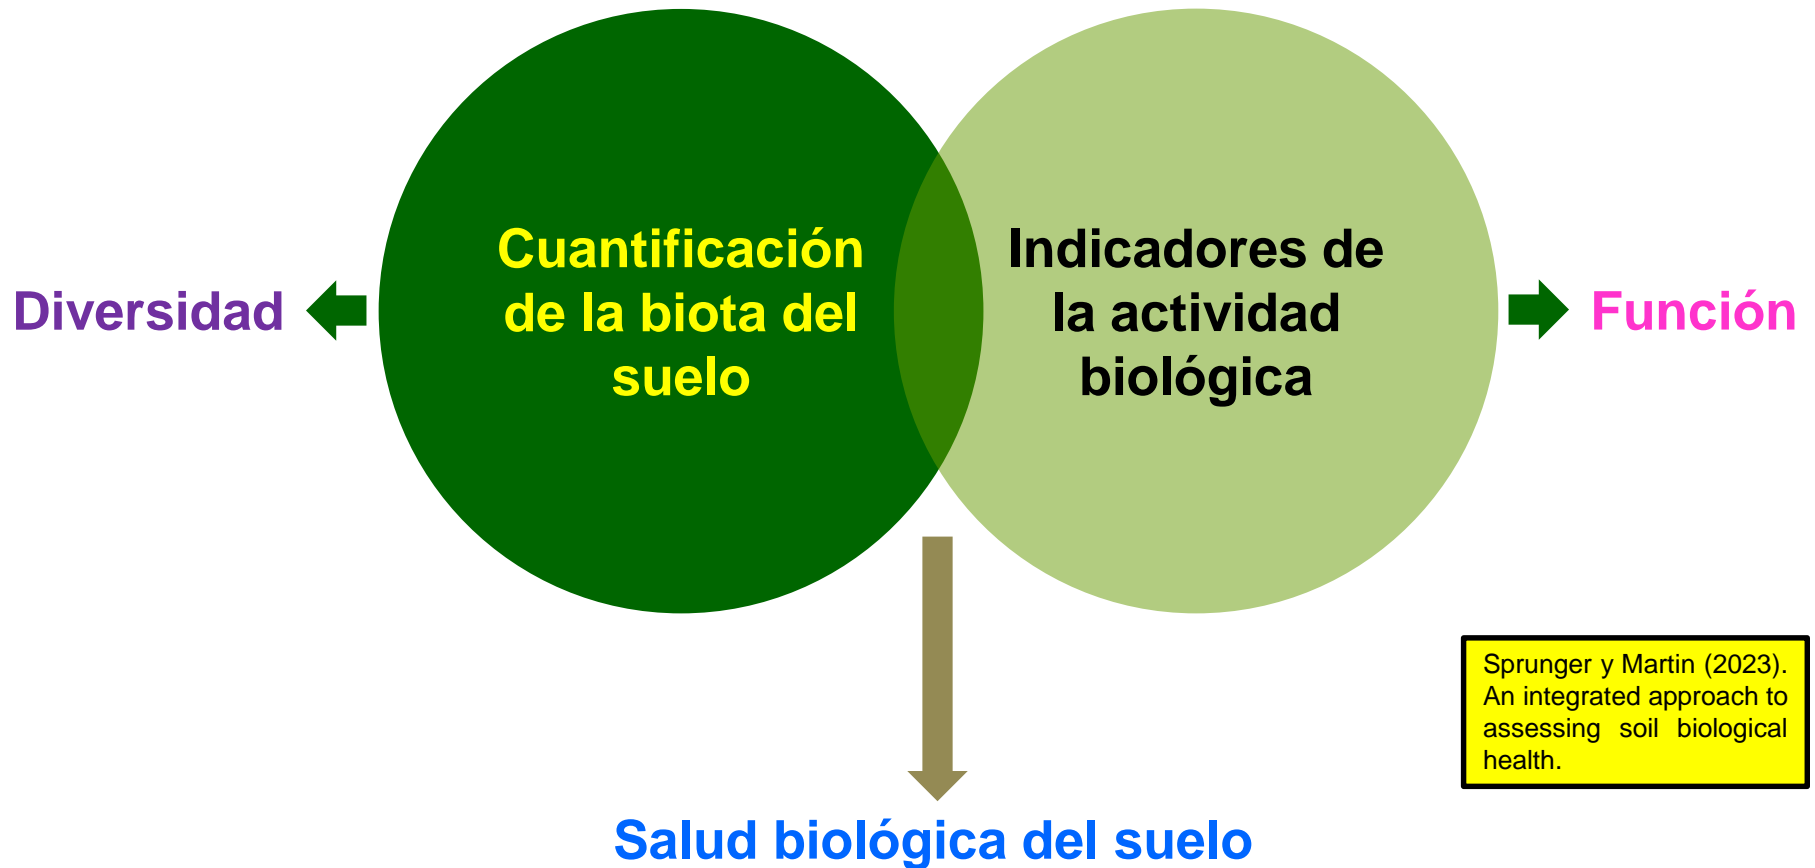 Cuantificación
de la biota del
suelo
Indicadores de
la actividad
biológica
Diversidad
Función
Sprunger y Martin (2023).
An integrated approach to
assessing soil biological
health.
Salud biológica del suelo